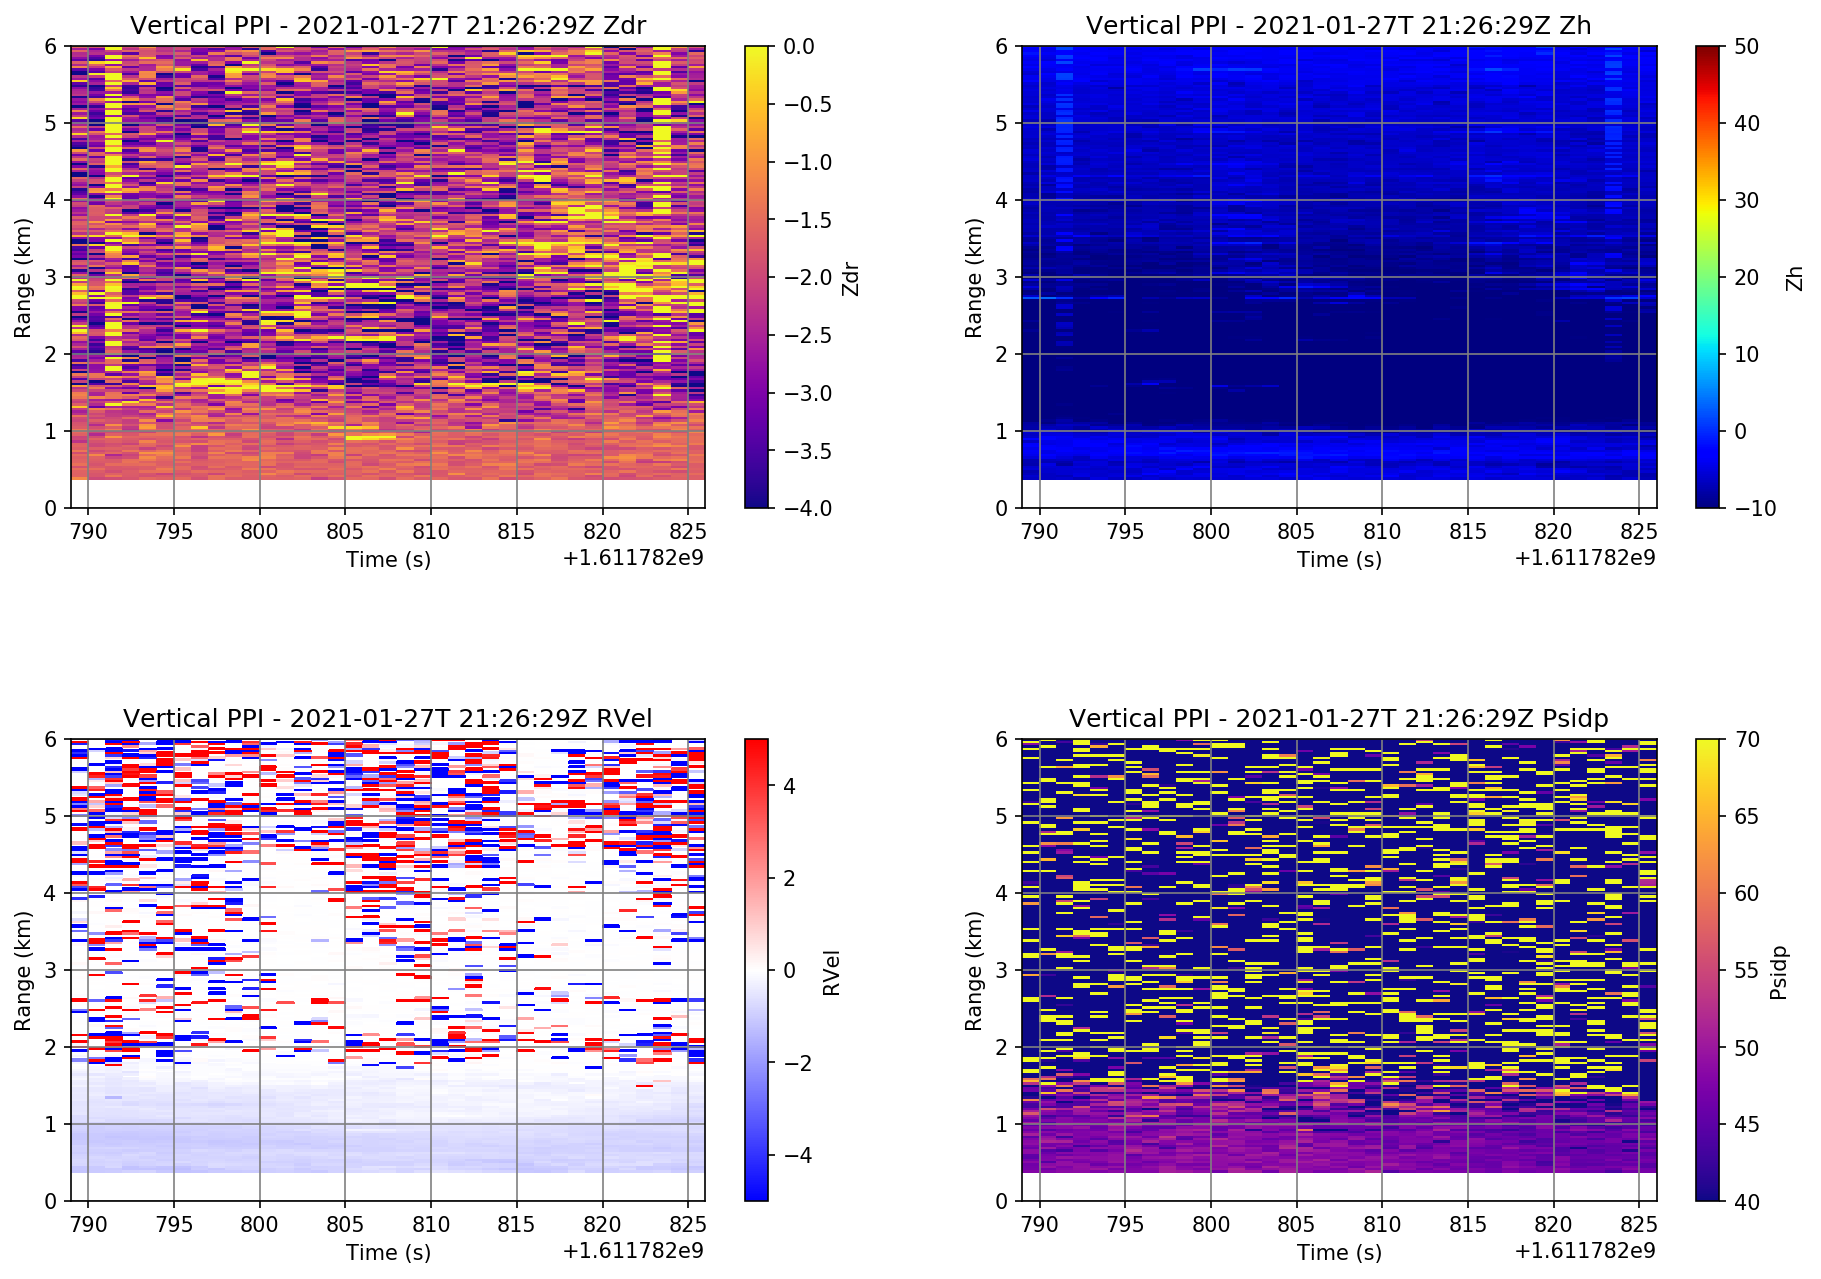 Vertical PPI - 2021-01-27T 21:26:29Z Zdr
6
5
4
3
2
1
0
Range (km)
790 795 800 805 810 815 820 825
Time (s)
+1.611782e9
0.0
−0.5
−1.0
−1.5
−2.0
−2.5
−3.0
−3.5
−4.0
Zdr
Vertical PPI - 2021-01-27T 21:26:29Z Zh
6
5
4
3
2
1
0
Range (km)
790 795 800 805 810 815 820 825
Time (s)
+1.611782e9
50
40
30
20
10
0
−10
Zh
Vertical PPI - 2021-01-27T 21:26:29Z RVel
6
5
4
3
2
1
0
Range (km)
790 795 800 805 810 815 820 825
Time (s)
+1.611782e9
4
2
0
−2
−4
RVel
Vertical PPI - 2021-01-27T 21:26:29Z Psidp
6
5
4
3
2
1
0
Range (km)
790 795 800 805 810 815 820 825
Time (s)
+1.611782e9
70
65
60
55
50
45
40
Psidp